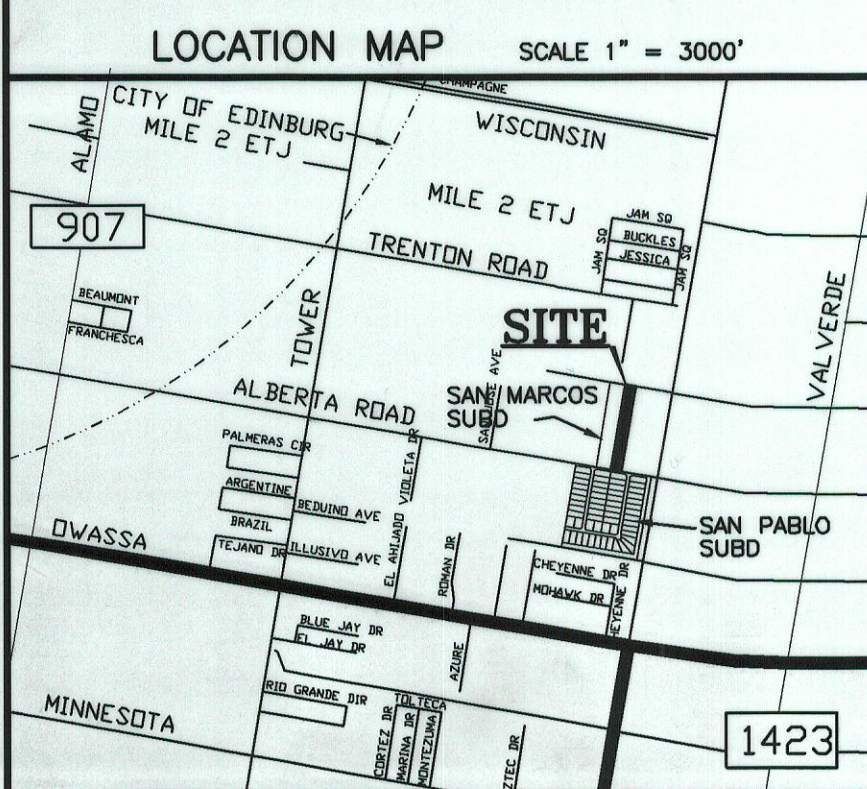 LOCATION MAP
SCALE 1" = 3000'
CHAMPAGNE
ALAMO
CITY OF EDINBURG
MILE 2 ETJ
WISCONSIN
MILE 2 ETJ
907
JAM SQ
BUCKLES
JESSICA
JAM SQ
JAM SQ
TRENTON ROAD
BEAUMONT
FRANCHESCA
TOWER
SITE
VALVERDE
ALBERTA ROAD
SAN MARCOS
SUBD
AVE
PALMERAS CIR
ARGENTINE
BRAZIL
TEJANO DR
BEDUINO AVE
ILLUSIVO AVE
EL AHIJADO
VIOLETA DR
ROMAN DR
OWASSA
SAN PABLO
SUBD
CHEYENNE DR
MOHAWK DR
HEYENNE DR
BLUE JAY DR
EL JAY DR
AZURE
RIO GRANDE DIR
TOLTECA
CORTEZ DR
MARINA DR
MONTEZUMA
ZTEC DR
MINNESOTA
1423